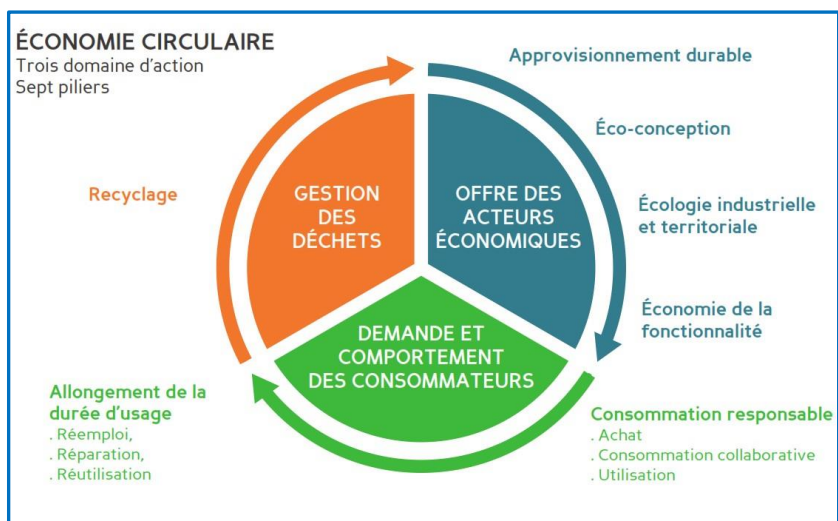 ÉCONOMIE CIRCULAIRE
Trois domaine d'action
Sept piliers
Approvisionnement durable
Éco-conception
Écologie industrielle
et territoriale
Économie de la
fonctionnalité
OFFRE DES
ACTEURS
ÉCONOMIQUES
Consommation responsable
. Achat
. Consommation collaborative
. Utilisation
DEMANDE ET
COMPORTEMENT
DES CONSOMMATEURS
Allongement de la
durée d'usage
. Réemploi,
. Réparation,
. Réutilisation
Recyclage
GESTION
DES
DÉCHETS